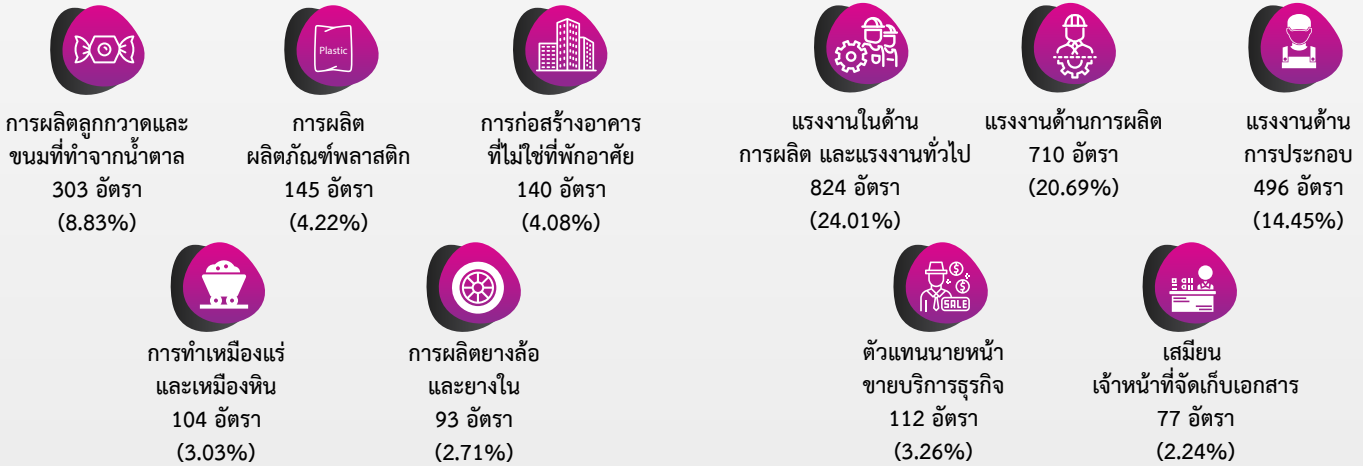 Plastic
การผลิตลูกกวาดและ
ขนมที่ทำจากน้ำตาล
303 อัตรา
(8.83%)
การผลิต
ผลิตภัณฑ์พลาสติก
145 อัตรา
(4.22%)
การก่อสร้างอาคาร
ที่ไม่ใช่ที่พักอาศัย
140 อัตรา
(4.08%)
แรงงานในด้าน
การผลิต และแรงงานทั่วไป
824 อัตรา
(24.01%)
แรงงานด้านการผลิต
710 อัตรา
(20.69%)
แรงงานด้าน
การประกอบ
496 อัตรา
(14.45%)
การทำเหมืองแร่
และเหมืองหิน
104 อัตรา
(3.03%)
การผลิตยางล้อ
และยางใน
93 อัตรา
(2.71%)
SALE
ตัวแทนนายหน้า
ขายบริการธุรกิจ
112 อัตรา
(3.26%)
เสมียน
เจ้าหน้าที่จัดเก็บเอกสาร
77 อัตรา
(2.24%)